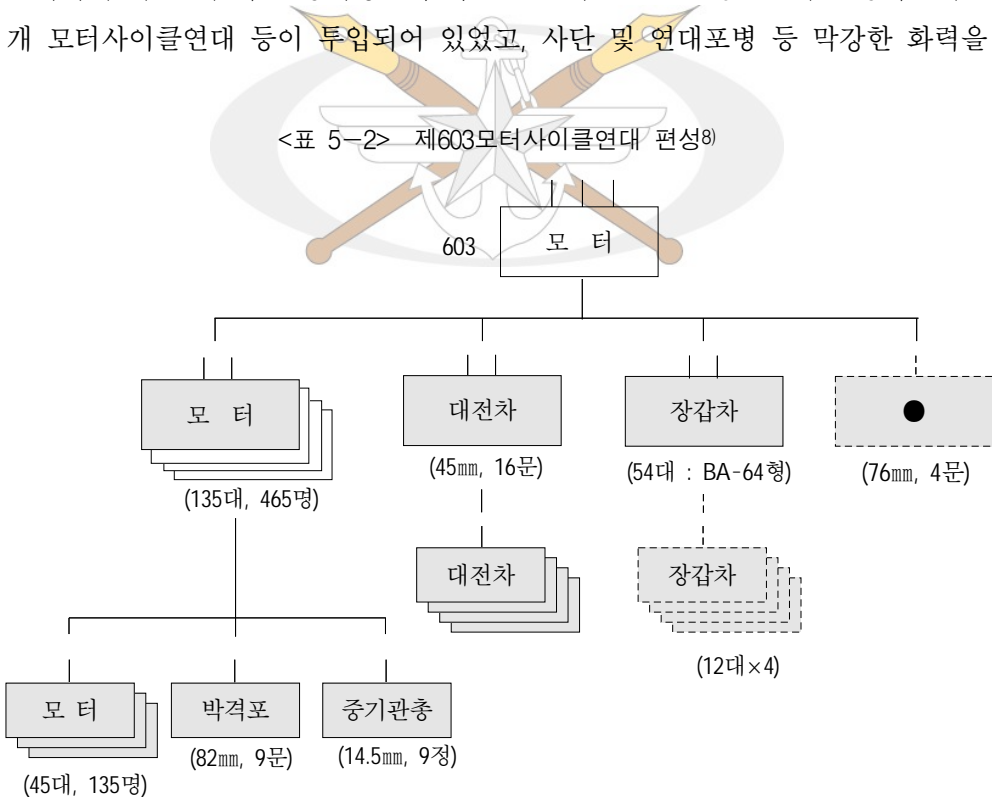 개 모터사이클연대 등이 투입되어 있었고, 사단 및 연대포병 등 막강한 화력을
<표 5-2> 제603모터사이클연대 편성8)
603 모 터
모 터 대전차 장갑차
(45㎜, 16문) (54대 : BA-64형) (76㎜, 4문)
(135대, 465명)
대전차 장갑차
(12대×4)
모 터 박격포 중기관총
(82㎜, 9문) (14.5㎜, 9정)
(45대, 135명)